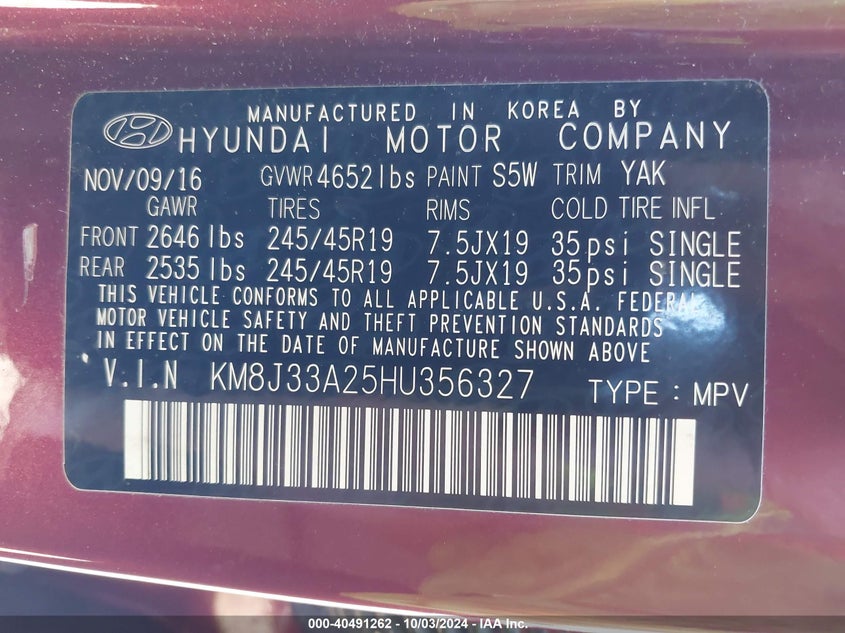 MANUFACTURED IN KOREA BY
HYUNDAI MOTOR COMPANY
NOV/09/16 GVWR 4652 lbs PAINT S5W TRIM YAK
GAWR TIRES RIMS COLD TIRE INFL
FRONT 2646 lbs 245/45R19 7.5JX19 35psi SINGLE
REAR 2535 lbs 245/45R19 7.5JX19 35psi SINGLE
THIS VEHICLE CONFORMS TO ALL APPLICABLE U.S.A. FEDERAL
MOTOR VEHICLE SAFETY AND THEFT PREVENTION STANDARDS
IN EFFECT ON THE DATE OF MANUFACTURE SHOWN ABOVE
V.I.N KM8J33A25HU356327 TYPE : MPV
000-40491262 - 10/03/2024 - IAA Inc.